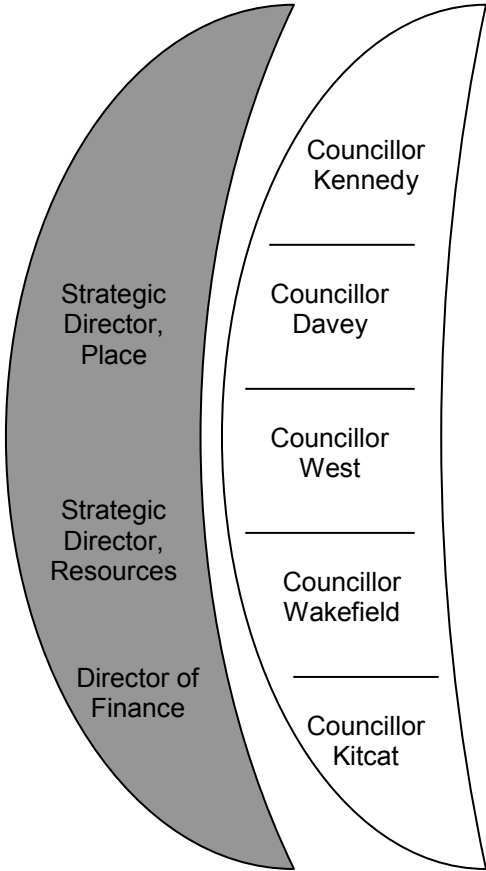 Strategic
Director,
Place
Strategic
Director,
Resources
Director of
Finance
Councillor
Kennedy
Councillor
Davey
Councillor
West
Councillor
Wakefield
Councillor
Kitcat